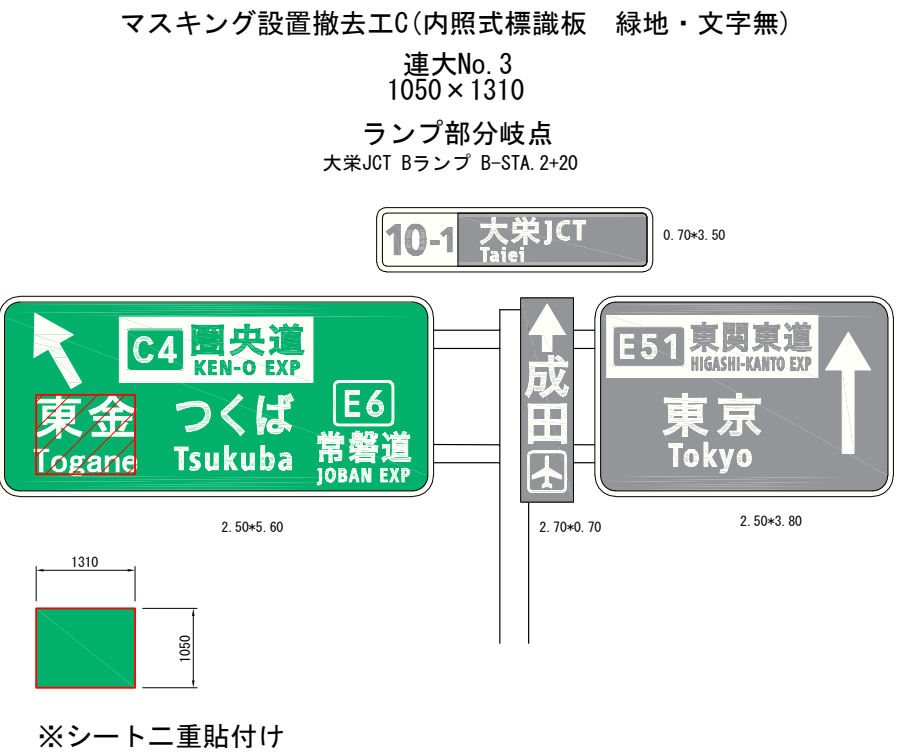 マスキング設置撤去工C(内照式標識板　緑地・文字無)
連大No.3
1050×1310
ランプ部分岐点
大栄JCT Bランプ B-STA.2+20
10-1 大栄JCT
Taiei
0.70*3.50
C4 圏央道
KEN-O EXP
東金 つくば E6
Togane Tsukuba 常磐道
JOBAN EXP
成田
E51 東関東道
HIGASHI-KANTO EXP
東京
Tokyo
2.50*5.60
2.70*0.70
2.50*3.80
1310
1050
※シート二重貼付け